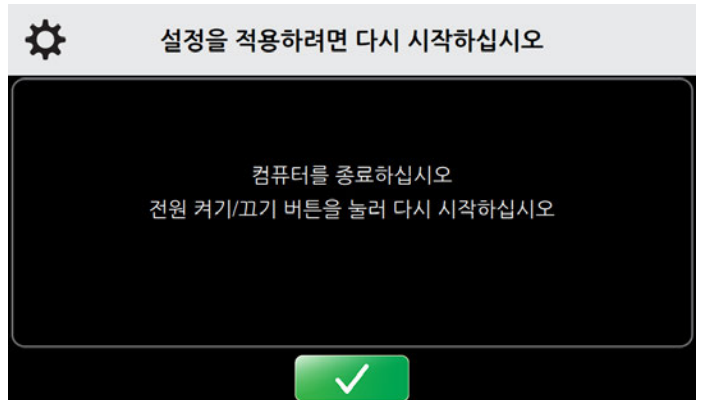 설정을 적용하려면 다시 시작하십시오
컴퓨터를 종료하십시오
전원 켜기/끄기 버튼을 눌러 다시 시작하십시오